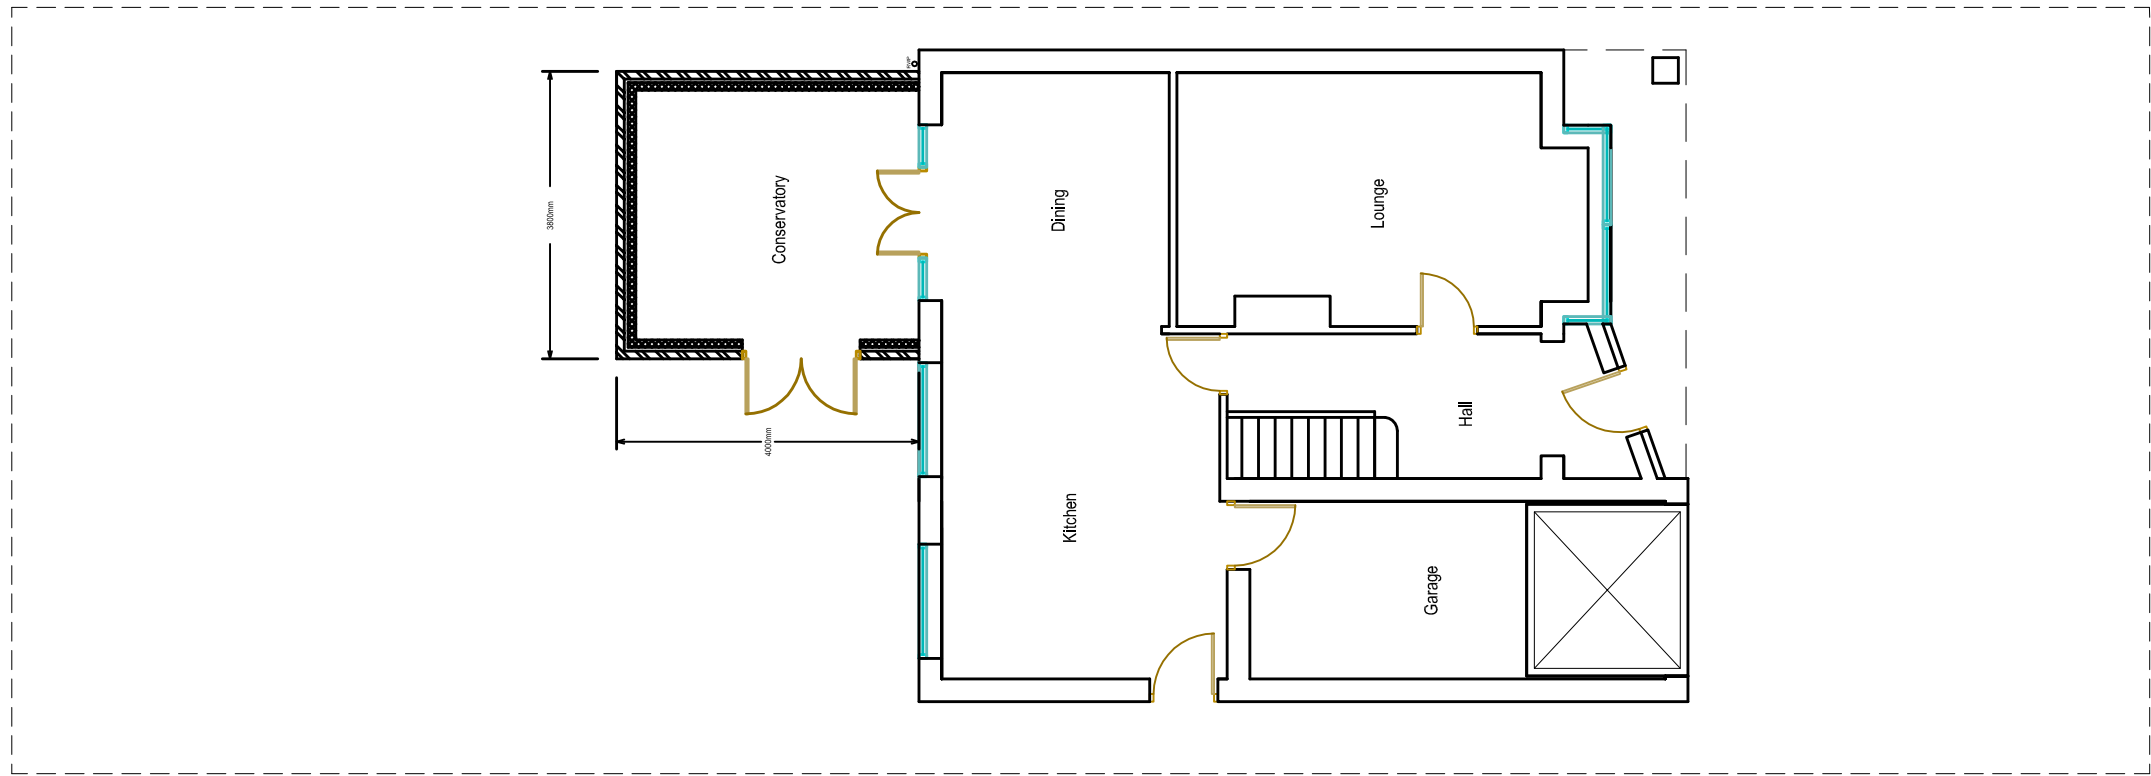 3800mm
4000mm
Conservatory
Dining
Kitchen
Lounge
Hall
Garage